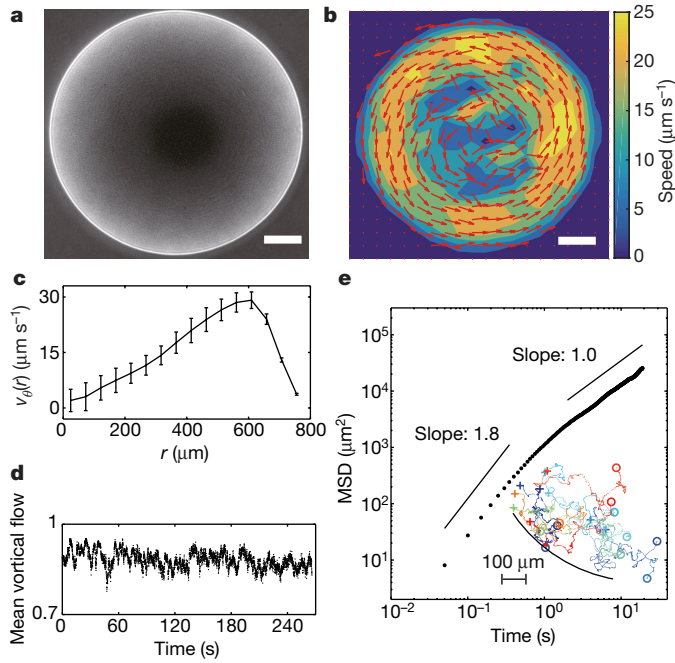 a
b
25
20
15
10
5
0
Speed (μm s⁻¹)
c
30
15
0
vθ(r) (μm s⁻¹)
0 200 400 600 800
r (μm)
d
1
0.7
Mean vortical flow
0 60 120 180 240
Time (s)
e
10⁵
10⁴
10³
10²
10¹
MSD (μm²)
Slope: 1.0
Slope: 1.8
100 μm
10⁻² 10⁻¹ 10⁰ 10¹
Time (s)